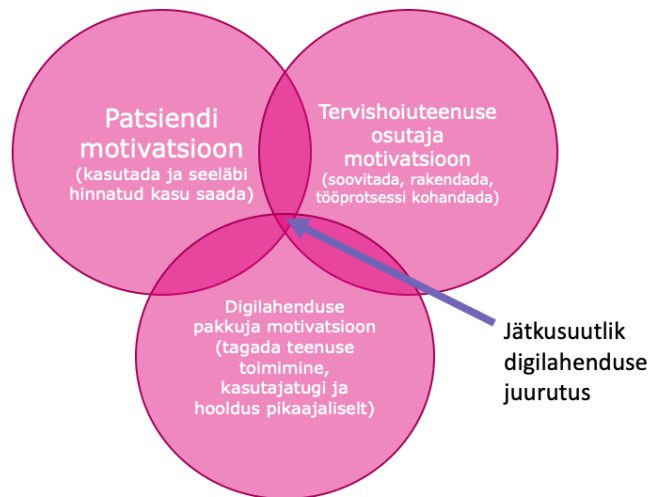 Patsiendi
motivatsioon
(kasutada ja seeläbi
hinnatud kasu saada)
Tervishoiuteenuse
osutaja
motivatsioon
(soovitada, rakendada,
tööprotsessi kohandada)
Digilahenduse
pakkuja motivatsioon
(tagada teenuse
toimimine,
kasutajatugi ja
hooldus pikaajaliselt)
Jätkusuutlik
digilahenduse
juurutus